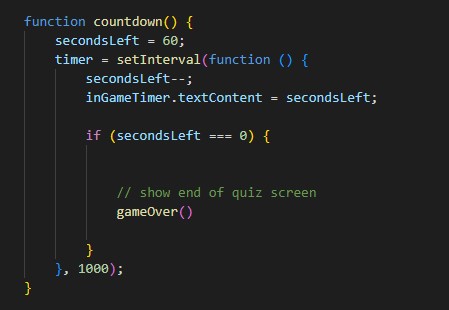 function countdown() {
    secondsLeft = 60;
    timer = setInterval(function () {
        secondsLeft--;
        inGameTimer.textContent = secondsLeft;

        if (secondsLeft === 0) {


            // show end of quiz screen
            gameOver()

        }
    }, 1000);
}